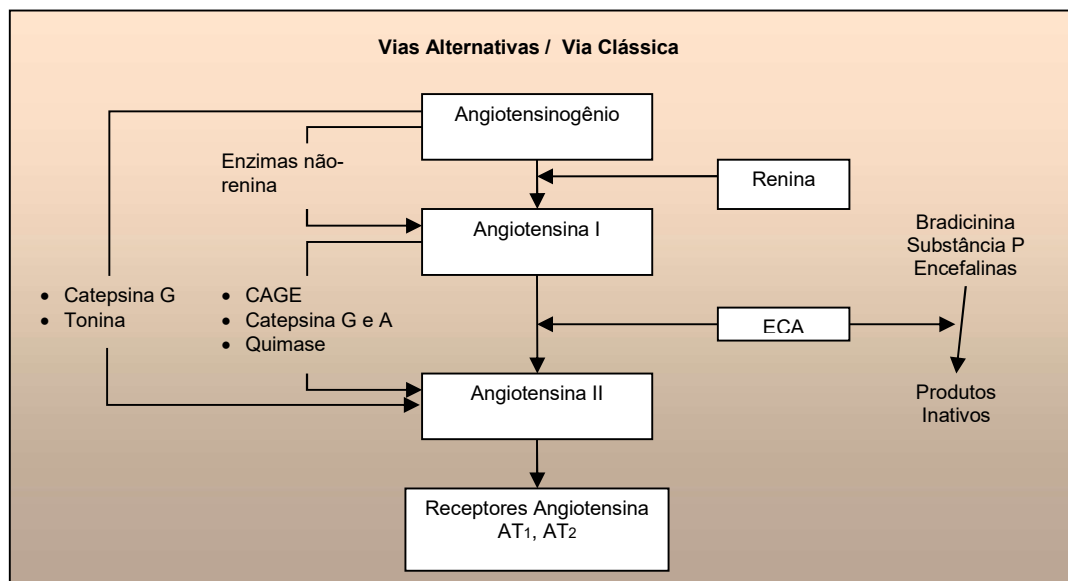 Vias Alternativas / Via Clássica
Angiotensinogênio
Enzimas não-
renina
Renina
Angiotensina I
Bradicinina
Substância P
Encefalinas
• Catepsina G
• Tonina
• CAGE
• Catepsina G e A
• Quimase
ECA
Angiotensina II
Produtos
Inativos
Receptores Angiotensina
AT1, AT2